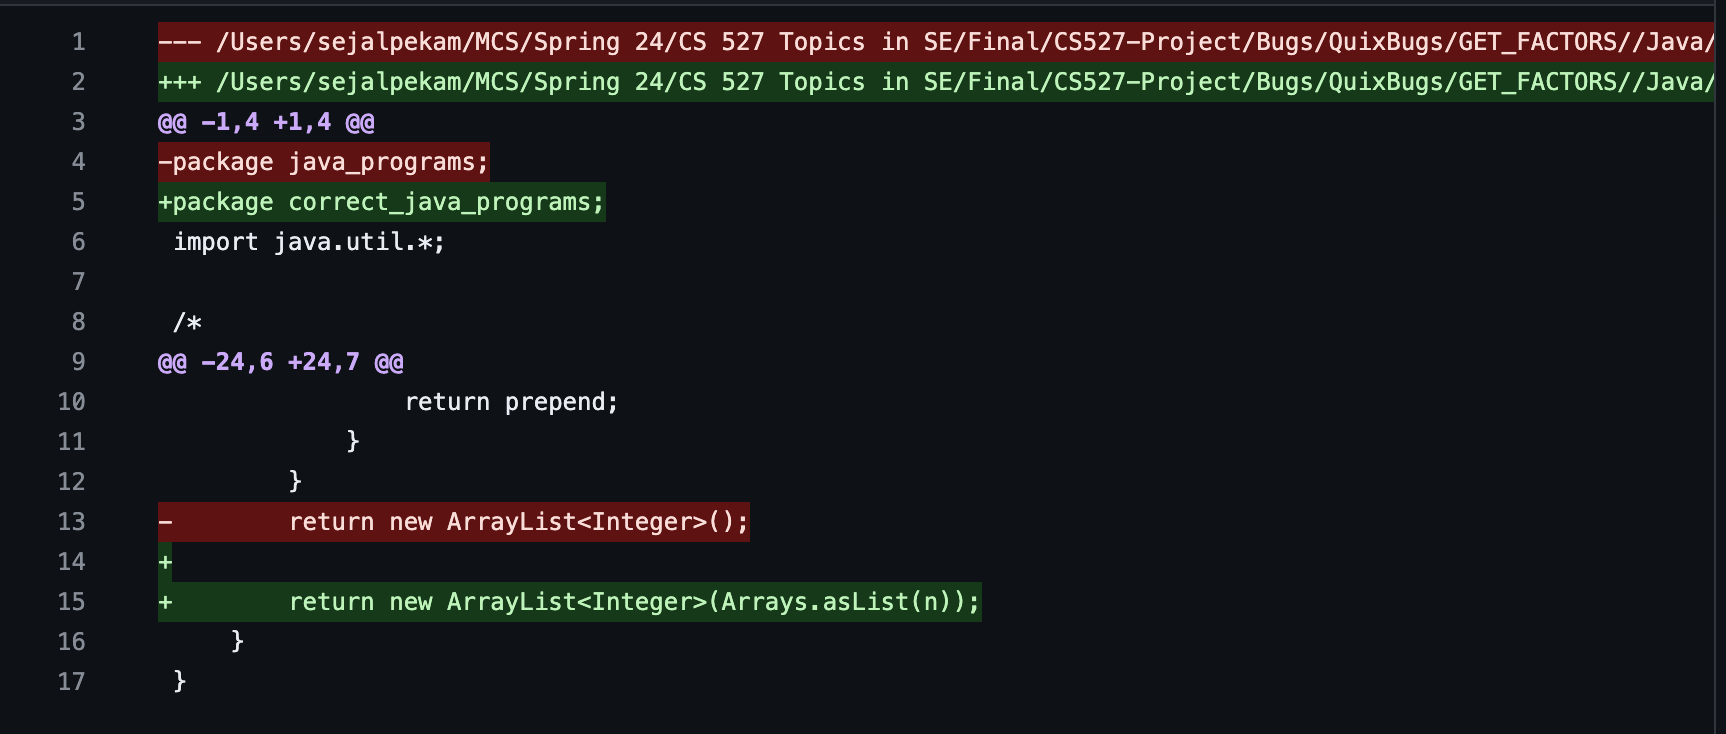 1 --- /Users/sejalpekam/MCS/Spring 24/CS 527 Topics in SE/Final/CS527-Project/Bugs/QuixBugs/GET_FACTORS//Java/
2 +++ /Users/sejalpekam/MCS/Spring 24/CS 527 Topics in SE/Final/CS527-Project/Bugs/QuixBugs/GET_FACTORS//Java/
3 @@ -1,4 +1,4 @@
4 -package java_programs;
5 +package correct_java_programs;
6  import java.util.*;
7
8  /*
9 @@ -24,6 +24,7 @@
10                  return prepend;
11              }
12          }
13 -        return new ArrayList<Integer>();
14 +
15 +        return new ArrayList<Integer>(Arrays.asList(n));
16      }
17  }